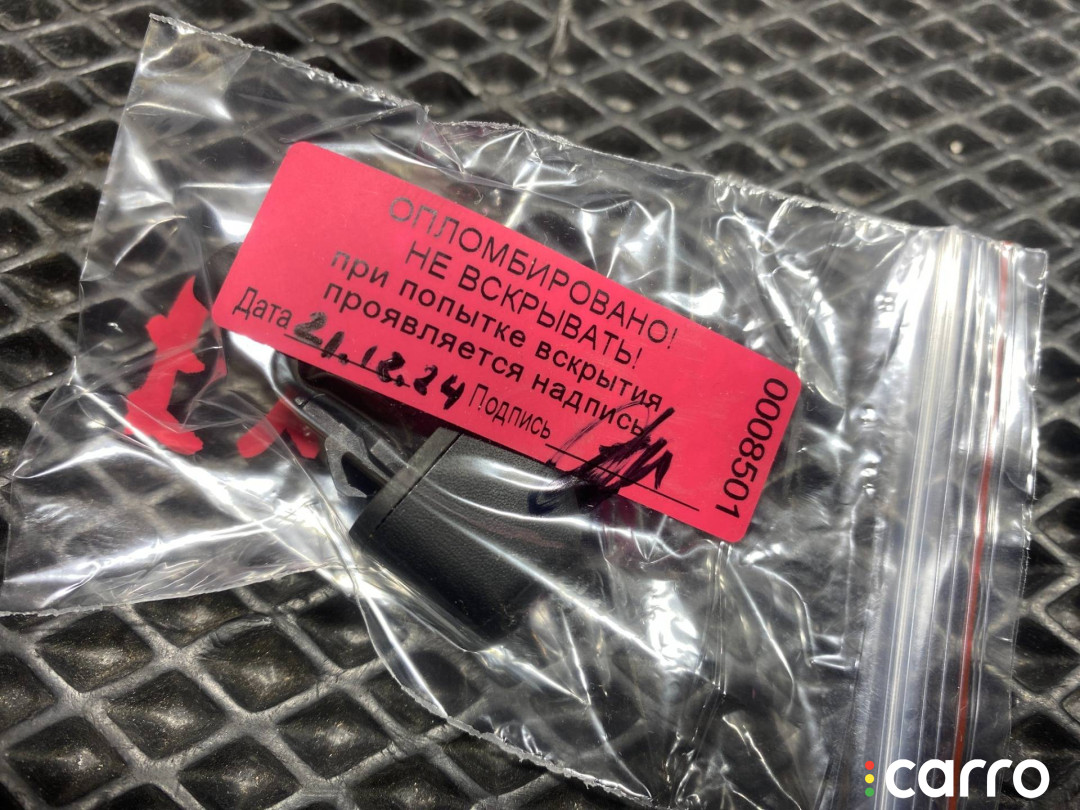 ОПЛОМБИРОВАНО!
НЕ ВСКРЫВАТЬ!
при попытке вскрытия
проявляется надпись
Дата 21.12.24 Подпись
0008501
carro